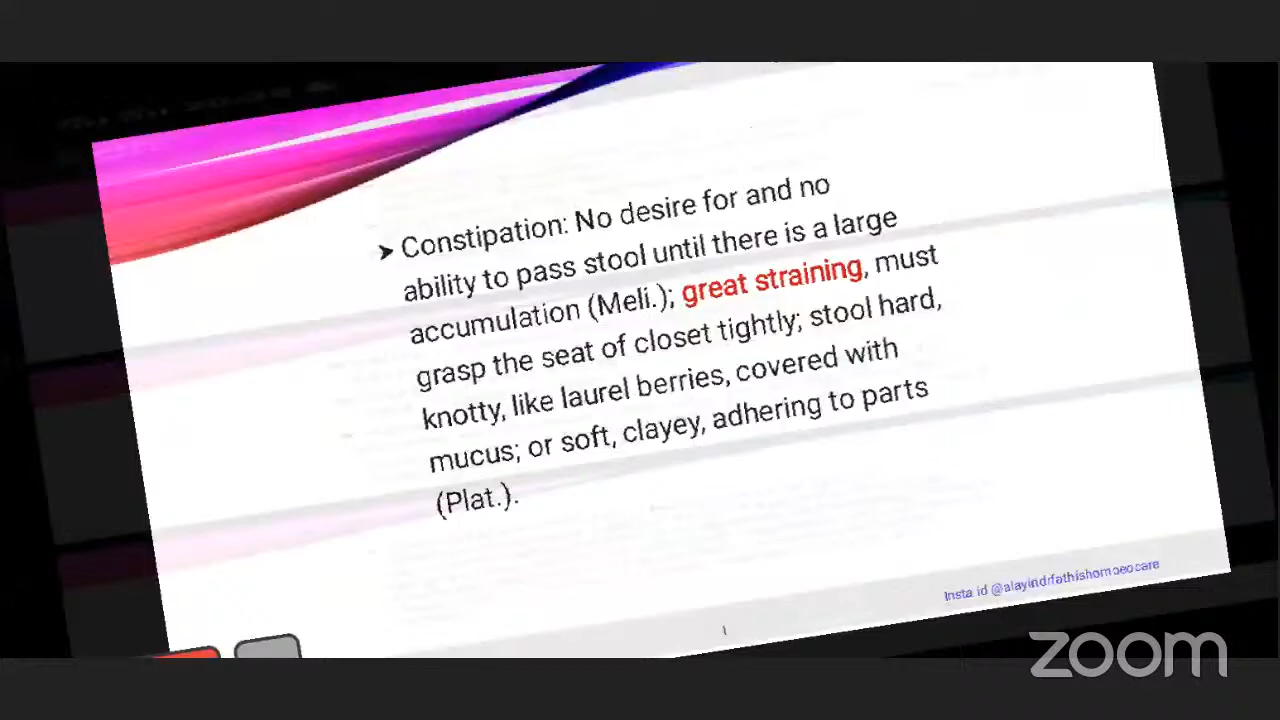 ➤ Constipation: No desire for and no
ability to pass stool until there is a large
accumulation (Meli.); great straining, must
grasp the seat of closet tightly; stool hard,
knotty, like laurel berries, covered with
mucus; or soft, clayey, adhering to parts
(Plat.).
Insta id @alayindrfathishomoeocare
zoom